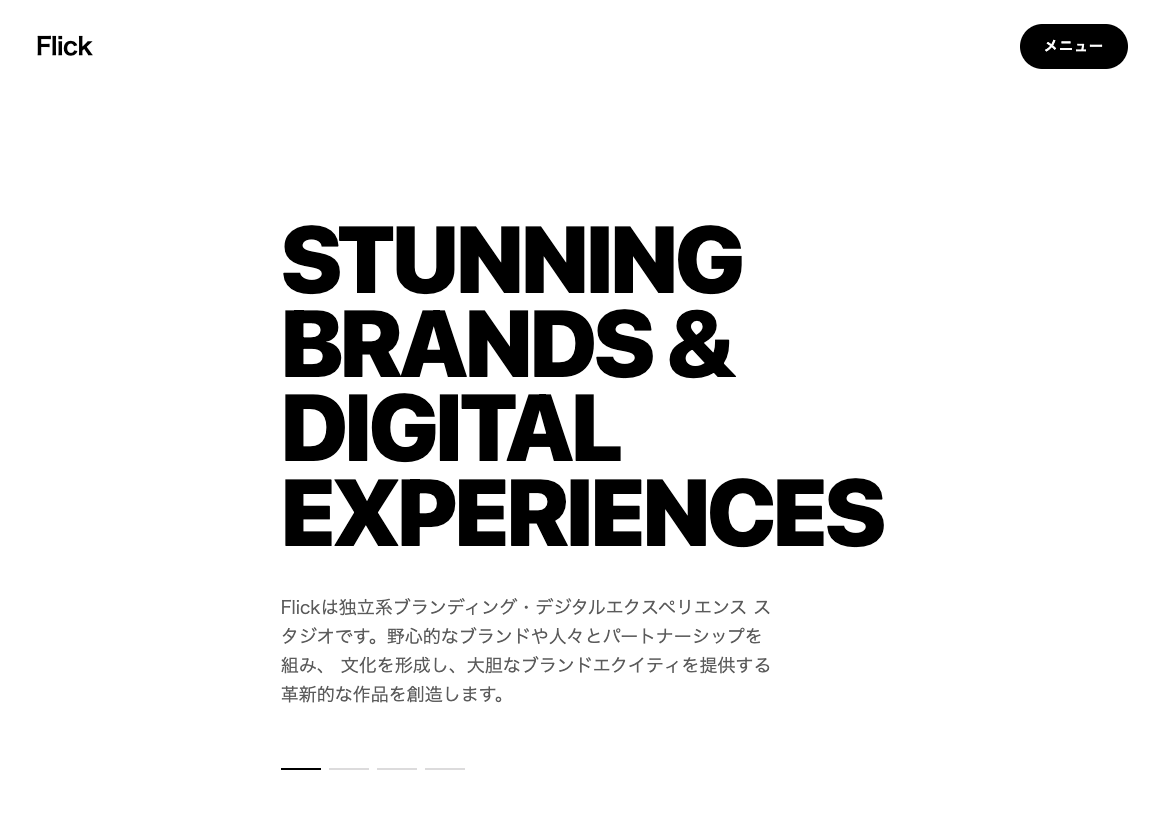 Flick
メニュー
STUNNING
BRANDS &
DIGITAL
EXPERIENCES
Flickは独立系ブランディング・デジタルエクスペリエンス ス
タジオです。野心的なブランドや人々とパートナーシップを
組み、 文化を形成し、大胆なブランドエクイティを提供する
革新的な作品を創造します。